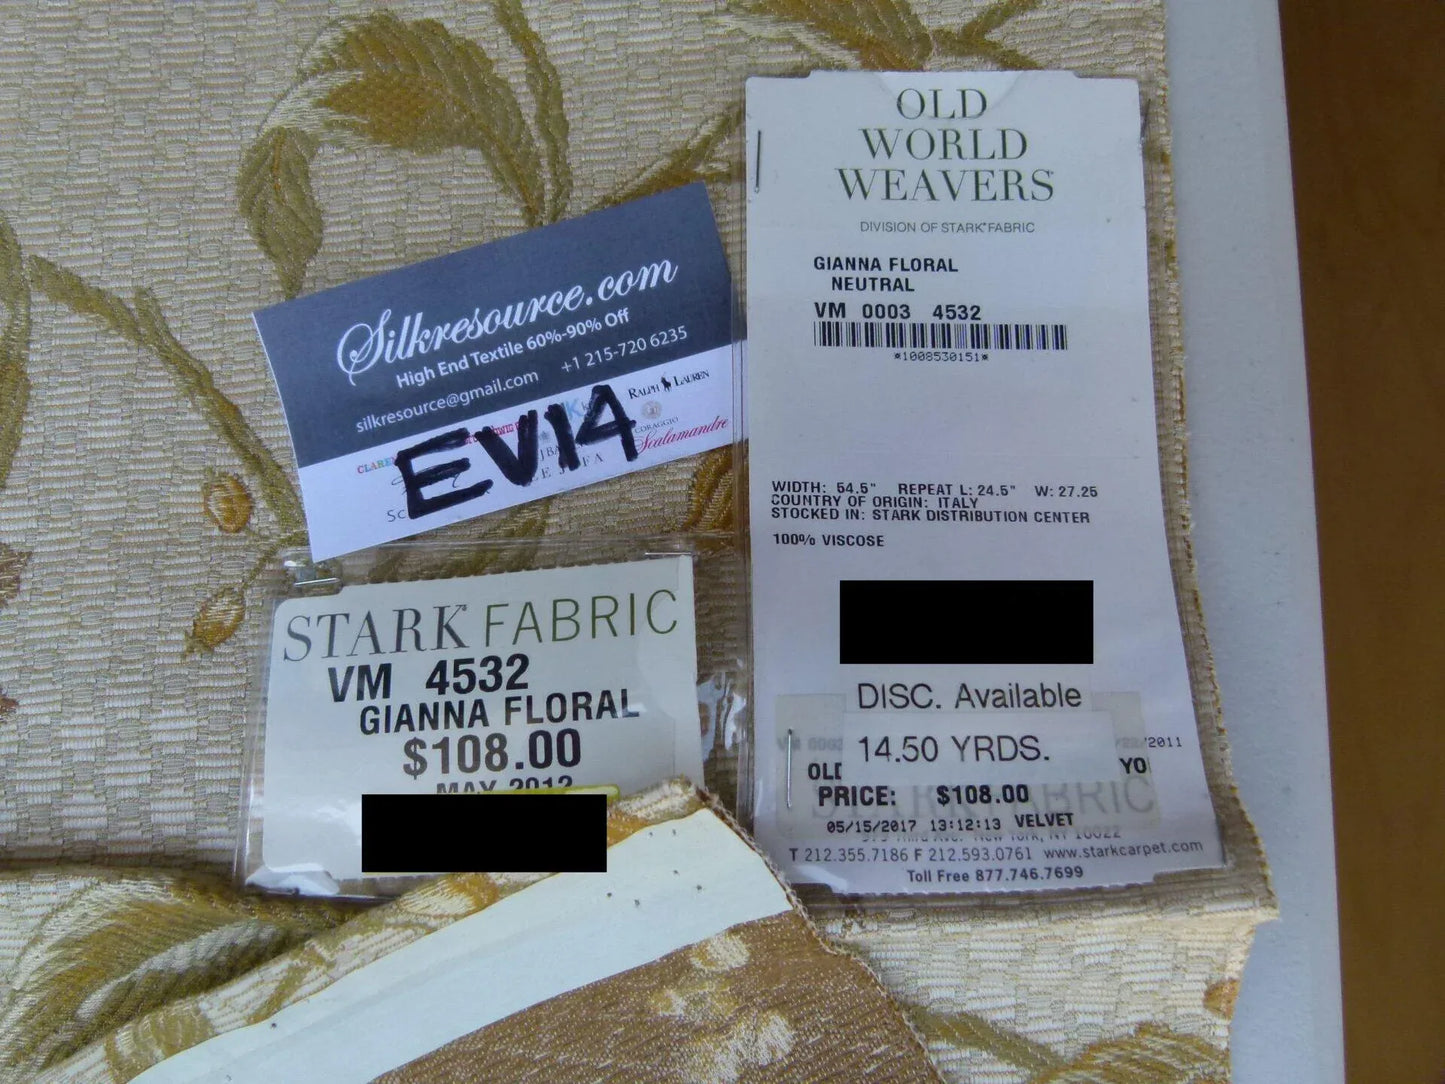 Silkresource.com
High End Textile 60%-90% Off
silkresource@gmail.com +1 215-720 6235
RALPH LAUREN
CORAGGIO
Scalamandre
EV14
STARK FABRIC
VM 4532
GIANNA FLORAL
$108.00
MAY 2012
OLD
WORLD
WEAVERS
DIVISION OF STARK FABRIC
GIANNA FLORAL
NEUTRAL
VM 0003 4532
*1008530151*
WIDTH: 54.5" REPEAT L: 24.5" W: 27.25
COUNTRY OF ORIGIN: ITALY
STOCKED IN: STARK DISTRIBUTION CENTER
100% VISCOSE
DISC. Available
14.50 YRDS.
PRICE: $108.00
05/15/2017 13:12:13 VELVET
T 212.355.7186 F 212.593.0761 www.starkcarpet.com
Toll Free 877.746.7699